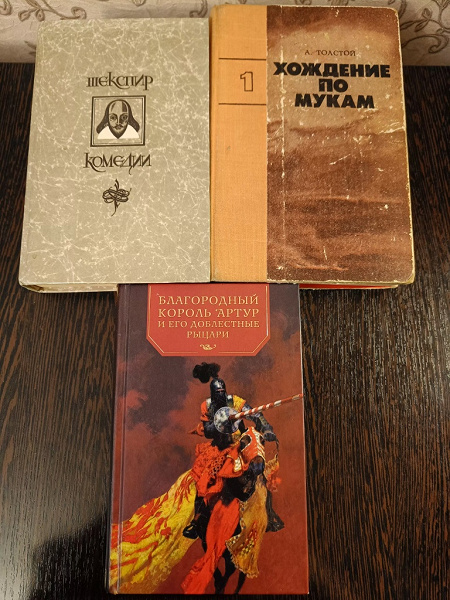 Шекспир
Комедии
А. ТОЛСТОЙ
1
ХОЖДЕНИЕ
ПО
МУКАМ
БЛАГОРОДНЫЙ
КОРОЛЬ АРТУР
И ЕГО ДОБЛЕСТНЫЕ
РЫЦАРИ